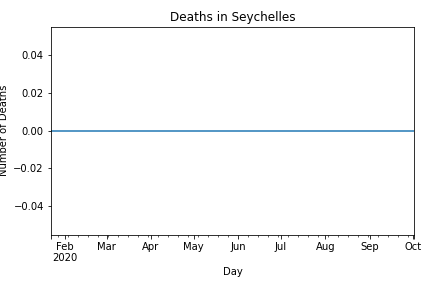 Deaths in Seychelles
0.04
0.02
0.00
−0.02
−0.04
Number of Deaths
Feb Mar Apr May Jun Jul Aug Sep Oct
2020
Day